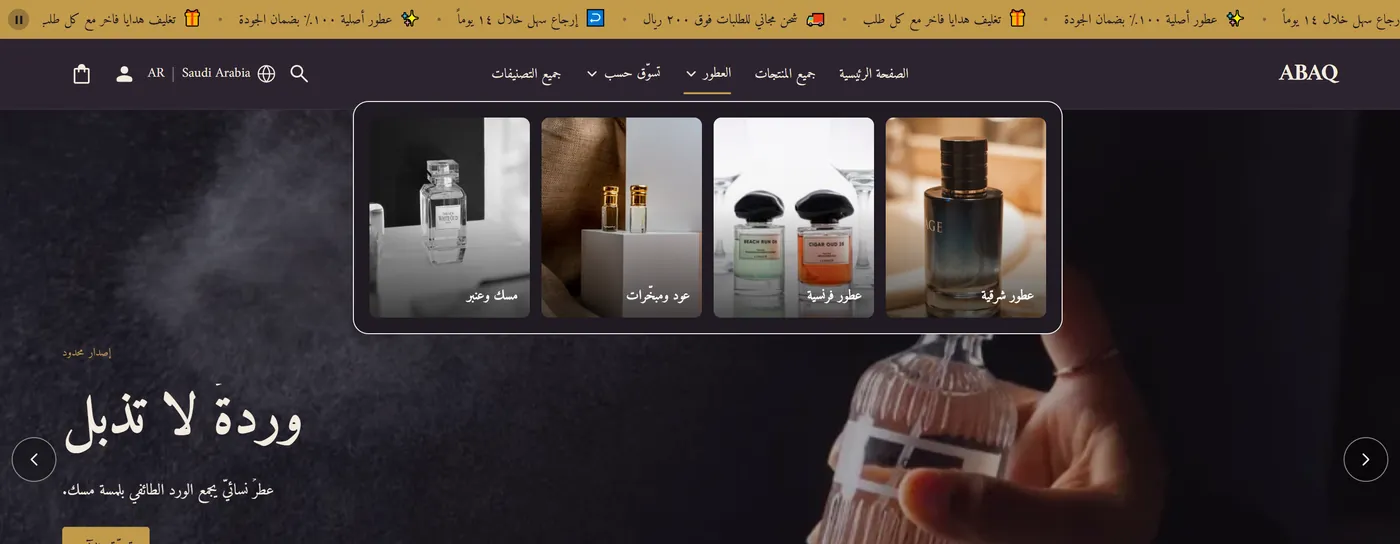 إرجاع سهل خلال ١٤ يوماً • ✨ عطور أصلية ١٠٠٪ بضمان الجودة • 🎁 تغليف هدايا فاخر مع كل طلب • 🚚 شحن مجاني للطلبات فوق ٢٠٠ ريال • ↩️ إرجاع سهل خلال ١٤ يوماً • ✨ عطور أصلية ١٠٠٪ بضمان الجودة • 🎁 تغليف هدايا فاخر مع كل طلب
ABAQ
الصفحة الرئيسية
جميع المنتجات
العطور
تسوّق حسب
جميع التصنيفات
Saudi Arabia | AR
عطور شرقية
عطور فرنسية
عود ومبخّرات
مسك وعنبر
BEACH RUN
CIGAR OUD
إصدار محدود
وردةَ لا تذبل
عطرٌ نسائيّ يجمع الورد الطائفي بلمسة مسك.